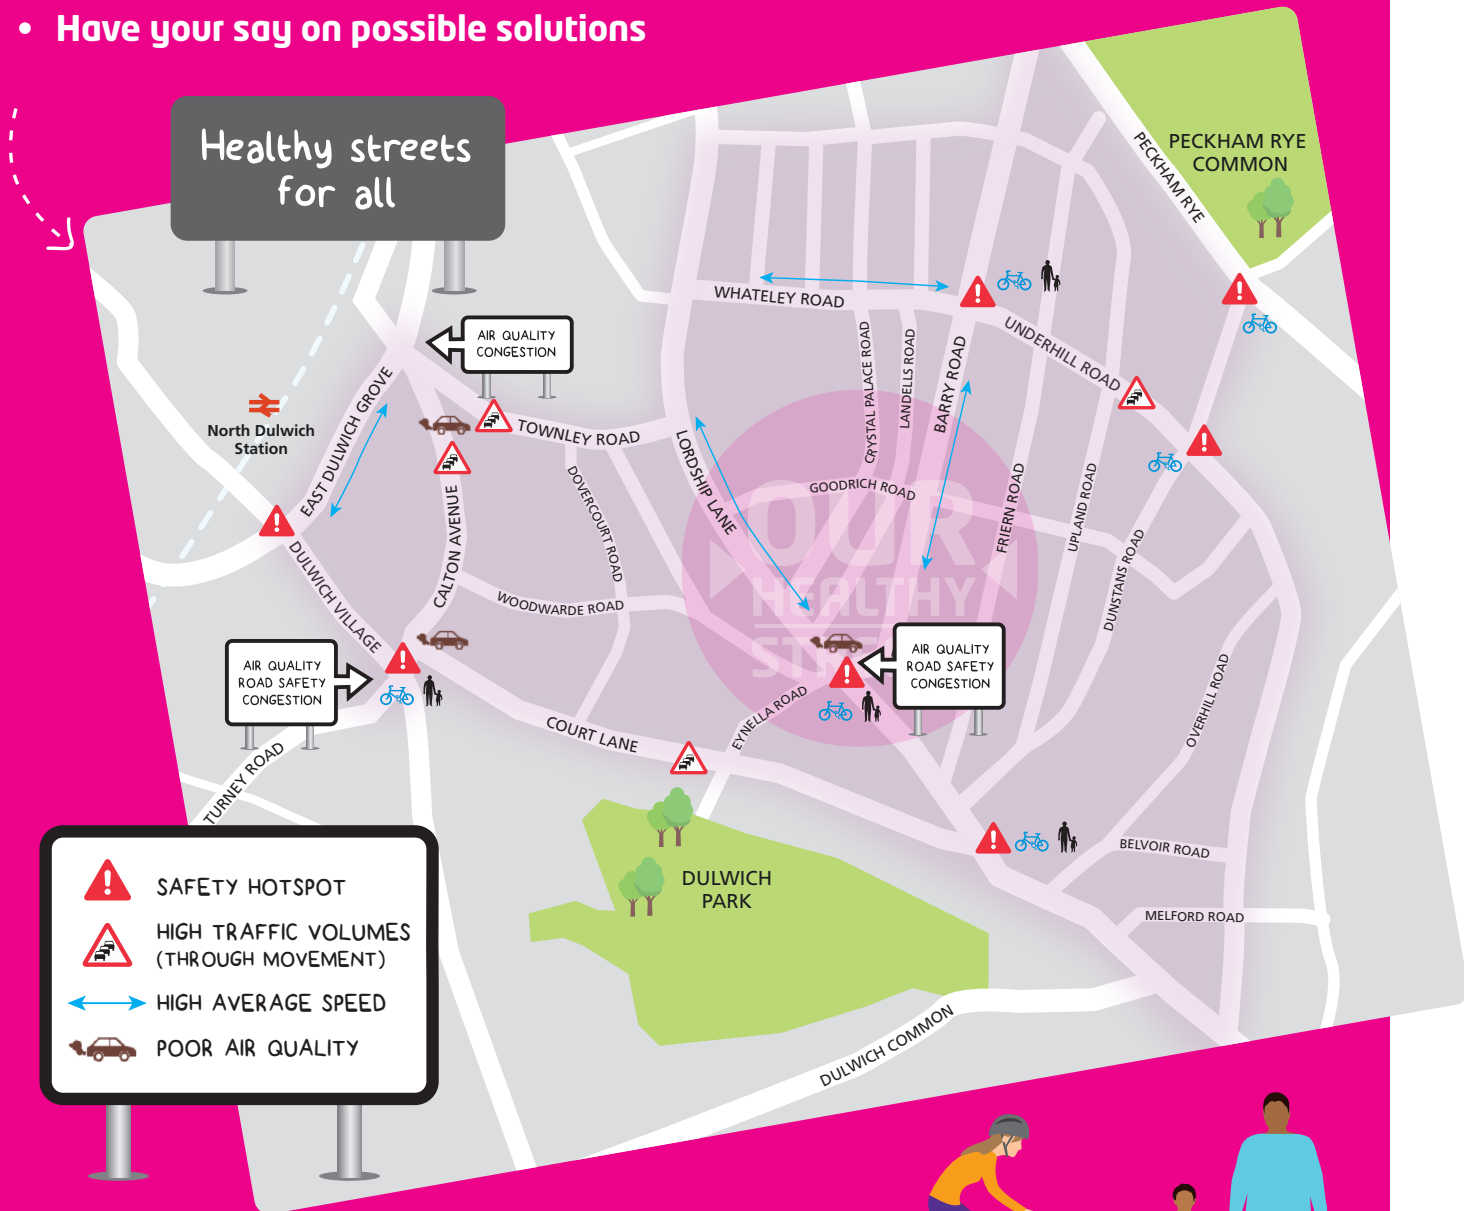 • Have your say on possible solutions
Healthy streets
for all
PECKHAM RYE
COMMON
PECKHAM RYE
WHATELEY ROAD
UNDERHILL ROAD
AIR QUALITY
CONGESTION
North Dulwich
Station
EAST DULWICH GROVE
TOWNLEY ROAD
LORDSHIP LANE
CRYSTAL PALACE ROAD
LANDELLS ROAD
BARRY ROAD
GOODRICH ROAD
FRIERN ROAD
UPLAND ROAD
DUNSTANS ROAD
DOVERCOURT ROAD
CALTON AVENUE
DULWICH VILLAGE
WOODWARDE ROAD
OUR
HEALTHY
STREETS
AIR QUALITY
ROAD SAFETY
CONGESTION
AIR QUALITY
ROAD SAFETY
CONGESTION
OVERHILL ROAD
EYNELLA ROAD
COURT LANE
TURNEY ROAD
BELVOIR ROAD
MELFORD ROAD
DULWICH
PARK
DULWICH COMMON
SAFETY HOTSPOT
HIGH TRAFFIC VOLUMES
(THROUGH MOVEMENT)
HIGH AVERAGE SPEED
POOR AIR QUALITY